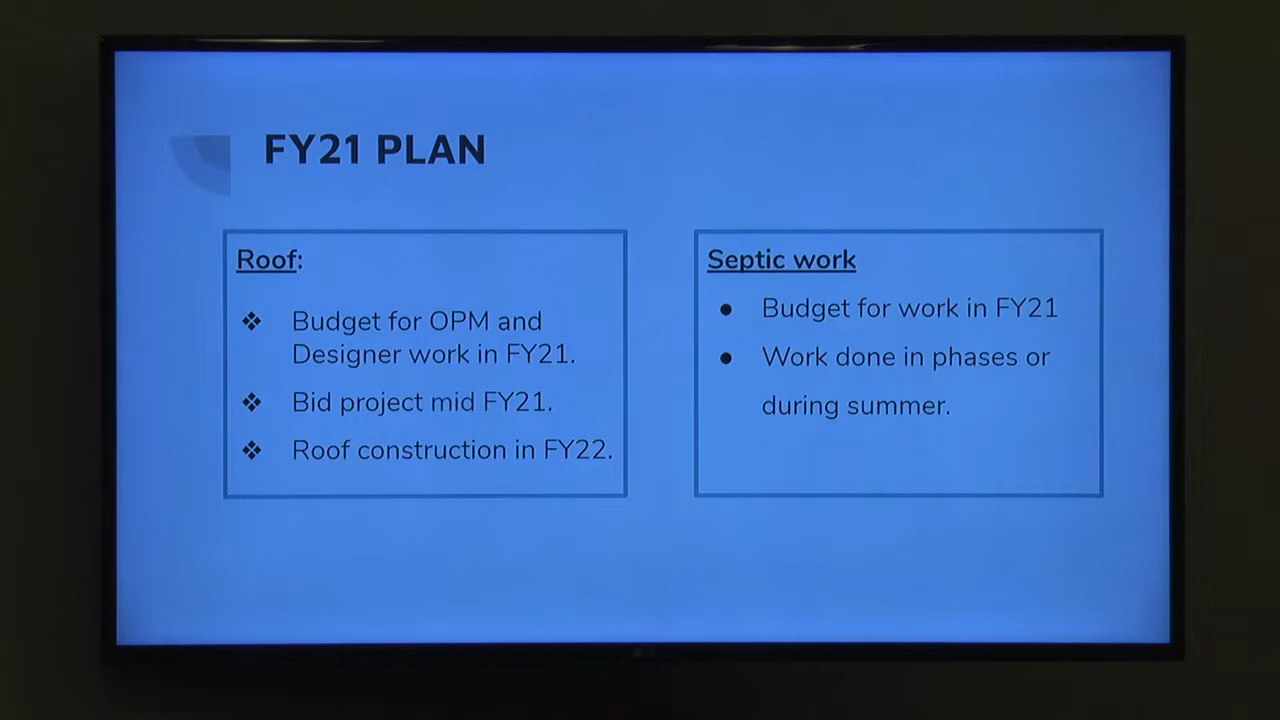 FY21 PLAN
Roof:
❖ Budget for OPM and
Designer work in FY21.
❖ Bid project mid FY21.
❖ Roof construction in FY22.
Septic work
● Budget for work in FY21
● Work done in phases or
during summer.